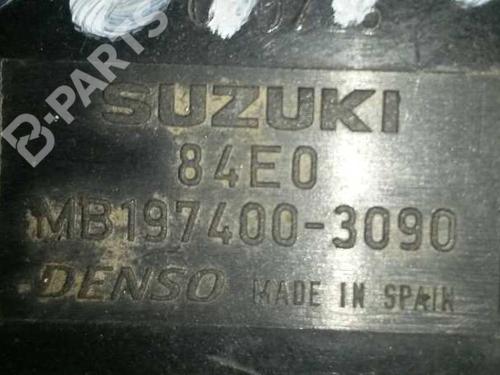 B-PARTS
SUZUKI
84E0
MB197400-3090
DENSO MADE IN SPAIN